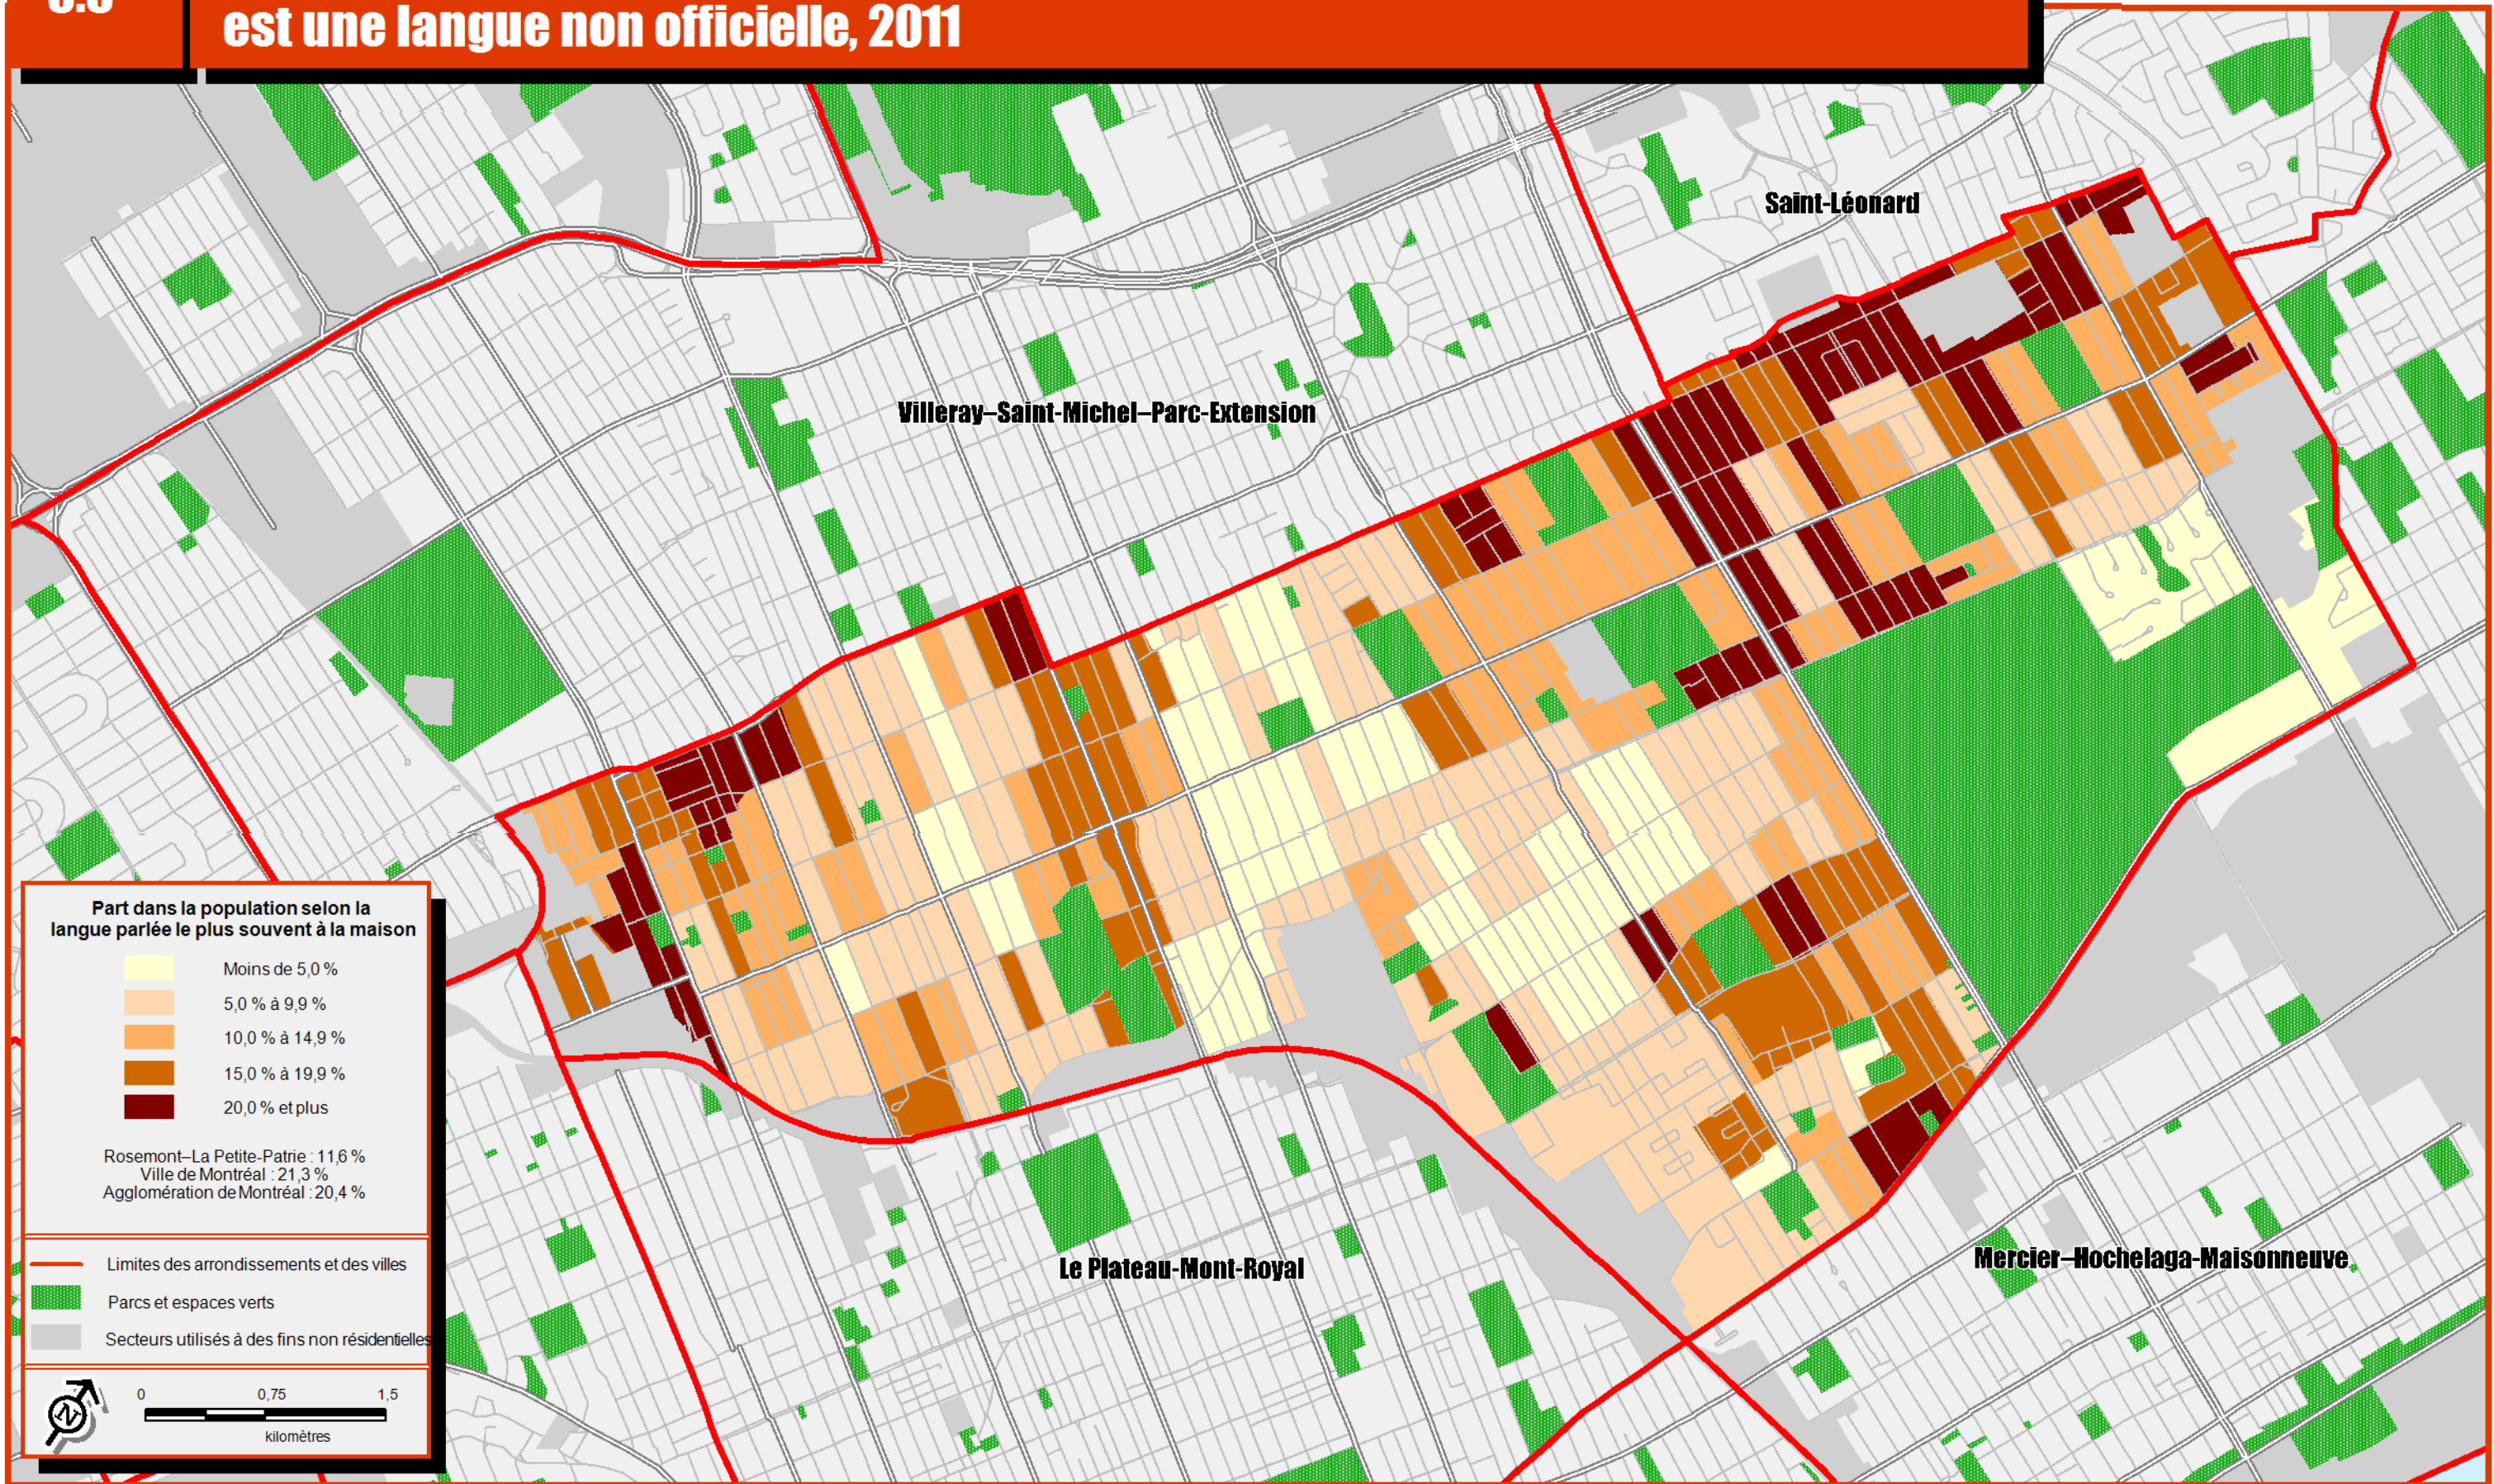 est une langue non officielle, 2011
Saint-Léonard
Villeray–Saint-Michel–Parc-Extension
Part dans la population selon la
langue parlée le plus souvent à la maison
Moins de 5,0 %
5,0 % à 9,9 %
10,0 % à 14,9 %
15,0 % à 19,9 %
20,0 % et plus
Rosemont–La Petite-Patrie : 11,6 %
Ville de Montréal : 21,3 %
Agglomération de Montréal : 20,4 %
Limites des arrondissements et des villes
Parcs et espaces verts
Secteurs utilisés à des fins non résidentielles
N
0 0,75 1,5
kilomètres
Le Plateau-Mont-Royal
Mercier–Hochelaga-Maisonneuve